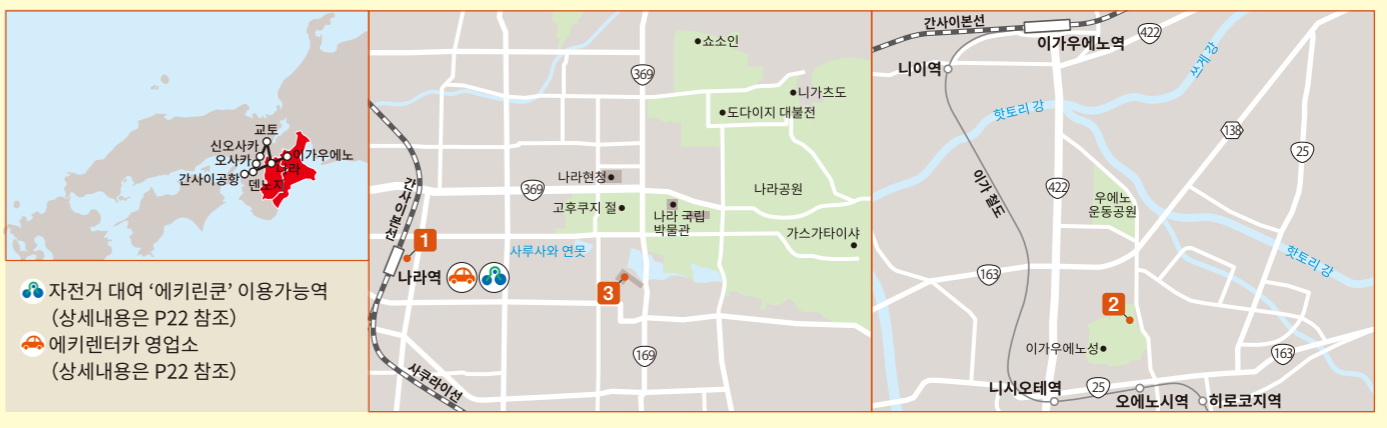 교토
신오사카
오사카
이가우에노
나라
간사이공항
덴노지
자전거 대여 ‘에키린쿤’ 이용가능역
(상세내용은 P22 참조)
에키렌터카 영업소
(상세내용은 P22 참조)
쇼소인
369
니가츠도
도다이지 대불전
나라현청
369
나라공원
간사이본선
고후쿠지 절
나라 국립
박물관
가스가타이샤
1
사루사와 연못
나라역
3
169
사쿠라이선
간사이본선
이가우에노역
422
니이역
쓰게 강
핫토리 강
138
25
이가 철도
422
우에노
운동공원
핫토리 강
163
2
이가우에노성
163
니시오테역
25
오에노시역
히로코지역